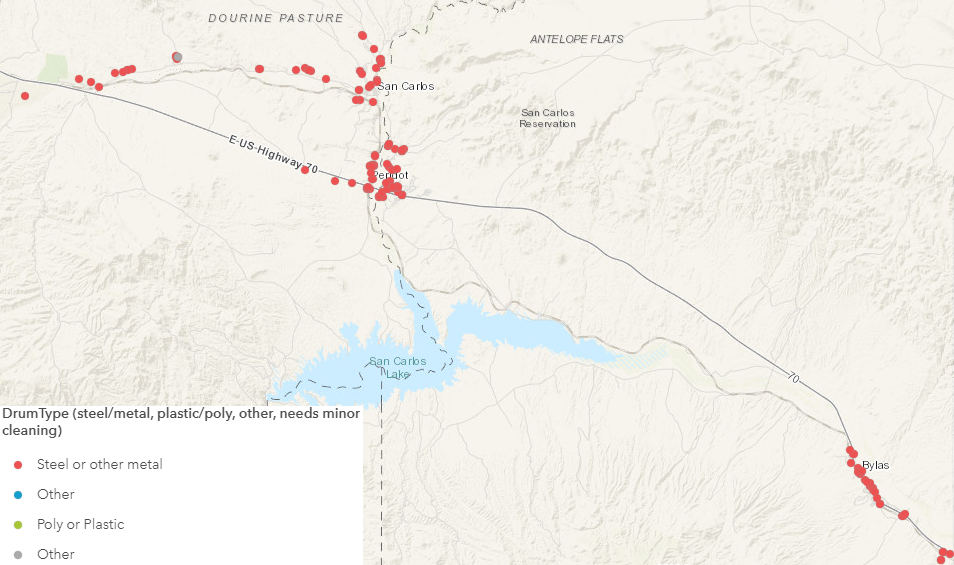 DOURINE PASTURE
ANTELOPE FLATS
San Carlos
San Carlos
Reservation
E-US-Highway-70
Peridot
San Carlos
Lake
70
DrumType (steel/metal, plastic/poly, other, needs minor
cleaning)
Bylas
Steel or other metal
Other
Poly or Plastic
Other